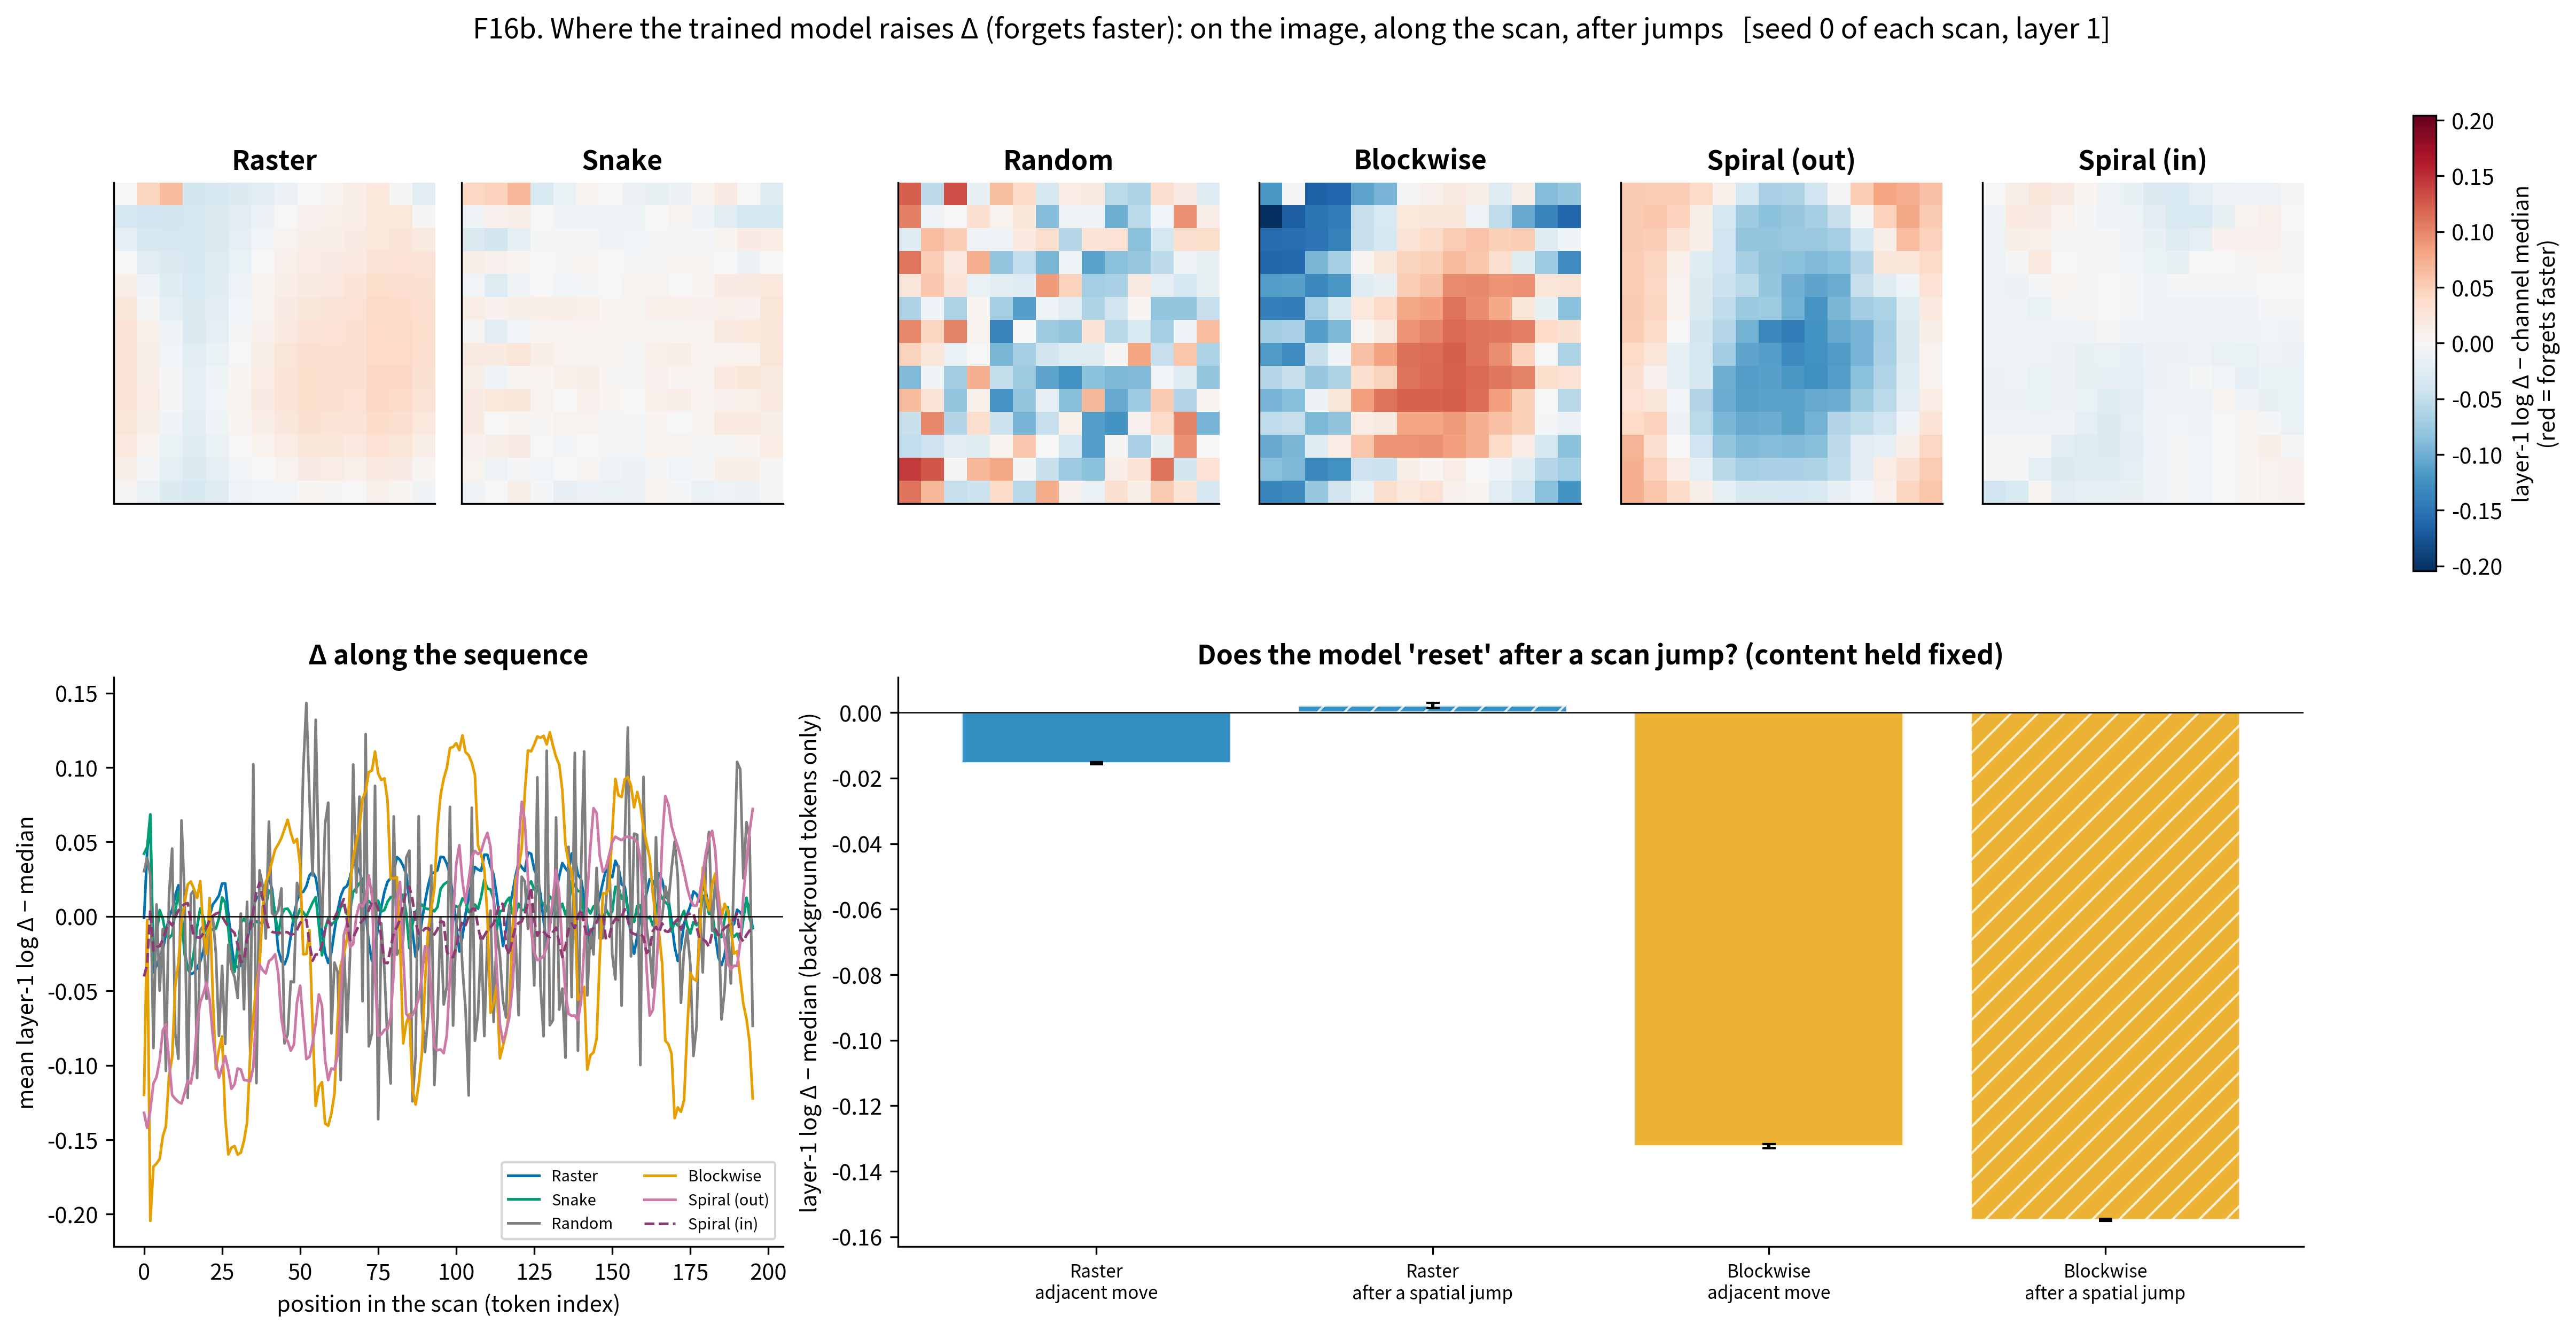 F16b. Where the trained model raises Δ (forgets faster): on the image, along the scan, after jumps [seed 0 of each scan, layer 1]
Raster
Snake
Random
Blockwise
Spiral (out)
Spiral (in)
0.20
0.15
0.10
0.05
0.00
-0.05
-0.10
-0.15
-0.20
layer-1 log Δ − channel median
(red = forgets faster)
Δ along the sequence
mean layer-1 log Δ − median
0.15
0.10
0.05
0.00
-0.05
-0.10
-0.15
-0.20
0 25 50 75 100 125 150 175 200
position in the scan (token index)
Raster
Snake
Random
Blockwise
Spiral (out)
Spiral (in)
Does the model 'reset' after a scan jump? (content held fixed)
layer-1 log Δ − median (background tokens only)
0.00
-0.02
-0.04
-0.06
-0.08
-0.10
-0.12
-0.14
-0.16
Raster
adjacent move
Raster
after a spatial jump
Blockwise
adjacent move
Blockwise
after a spatial jump